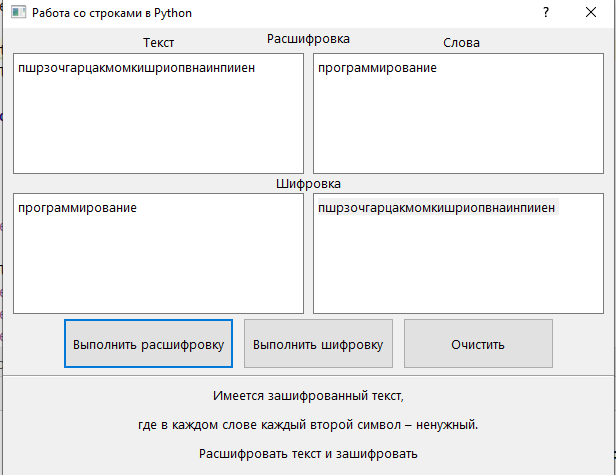 Работа со строками в Python
?
Расшифровка
Текст
Слова
пшрзочгарцакмомкишриопвнаинпииен
программирование
Шифровка
программирование
пшрзочгарцакмомкишриопвнаинпииен
Выполнить расшифровку
Выполнить шифровку
Очистить
Имеется зашифрованный текст,
где в каждом слове каждый второй символ – ненужный.
Расшифровать текст и зашифровать